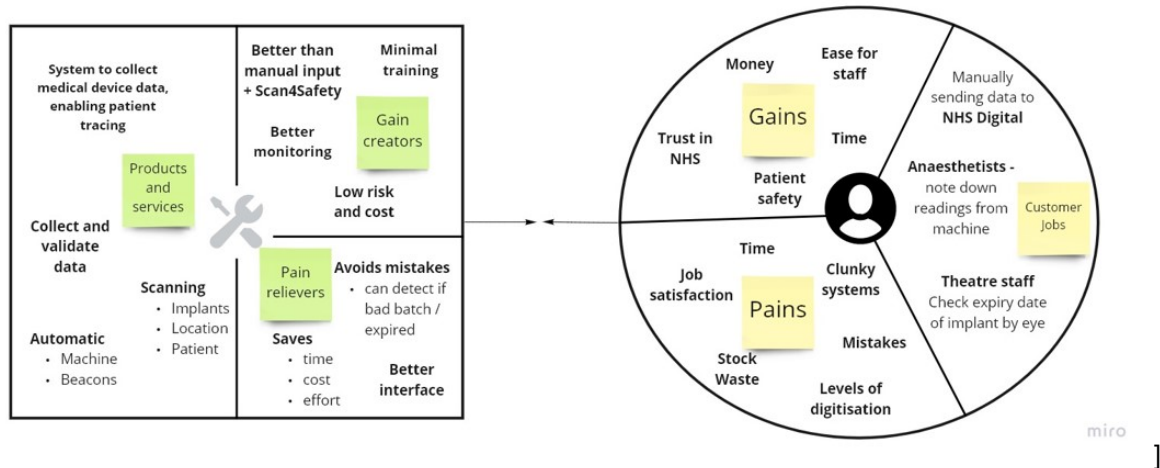 System to collect
medical device data,
enabling patient
tracing
Products
and
services
Collect and
validate
data
Scanning
• Implants
• Location
• Patient
Automatic
• Machine
• Beacons
Better than
manual input
+ Scan4Safety
Minimal
training
Gain
creators
Better
monitoring
Low risk
and cost
Pain
relievers
Avoids mistakes
• can detect if
bad batch /
expired
Saves
• time
• cost
• effort
Better
interface
Money
Ease for
staff
Gains
Trust in
NHS
Time
Patient
safety
Time
Job
satisfaction
Clunky
systems
Pains
Mistakes
Stock
Waste
Levels of
digitisation
Manually
sending data to
NHS Digital
Anaesthetists -
note down
readings from
machine
Customer
Jobs
Theatre staff
Check expiry date
of implant by eye
miro
]